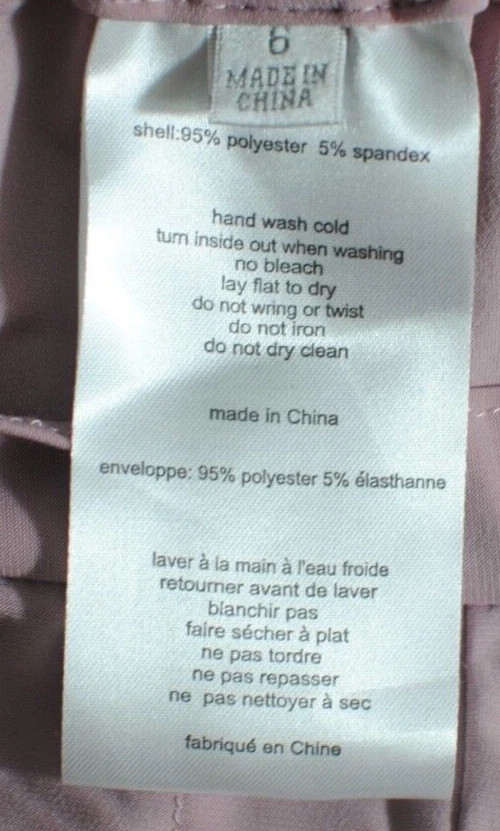 6
MADE IN
CHINA
shell:95% polyester 5% spandex
hand wash cold
turn inside out when washing
no bleach
lay flat to dry
do not wring or twist
do not iron
do not dry clean
made in China
enveloppe: 95% polyester 5% élasthanne
laver à la main à l'eau froide
retourner avant de laver
blanchir pas
faire sécher à plat
ne pas tordre
ne pas repasser
ne pas nettoyer à sec
fabriqué en Chine